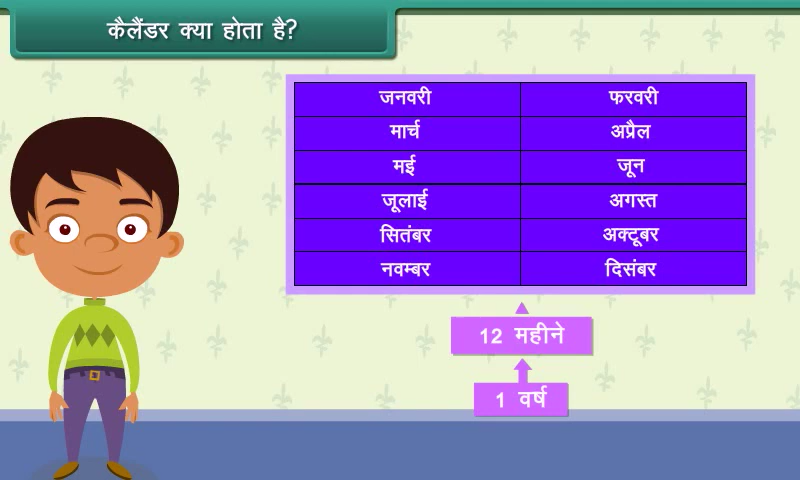 कैलैंडर क्या होता है?
जनवरी फरवरी
मार्च अप्रैल
मई जून
जूलाई अगस्त
सितंबर अक्टूबर
नवम्बर दिसंबर
12 महीने
1 वर्ष